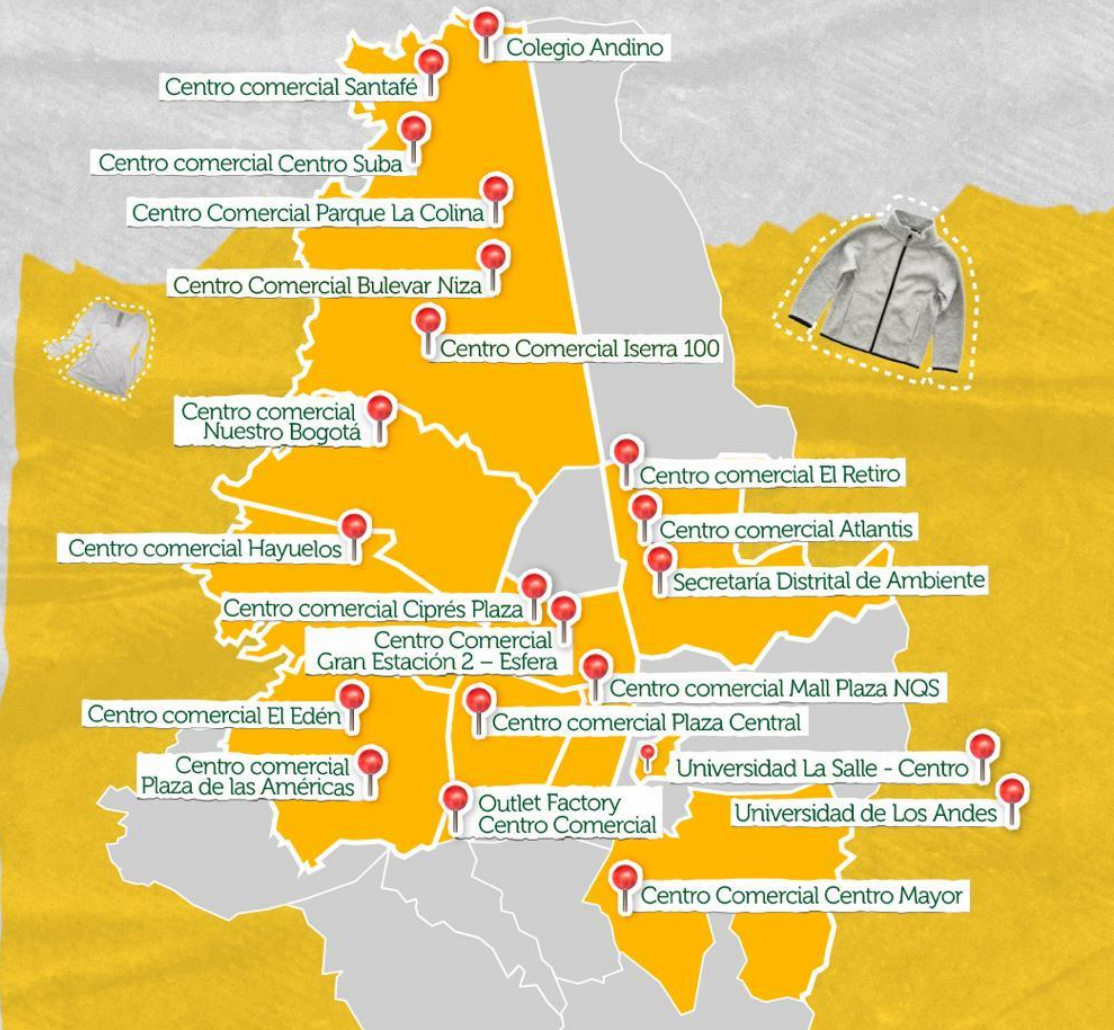 Colegio Andino
Centro comercial Santafé
Centro comercial Centro Suba
Centro Comercial Parque La Colina
Centro Comercial Bulevar Niza
Centro Comercial Iserra 100
Centro comercial
Nuestro Bogotá
Centro comercial El Retiro
Centro comercial Atlantis
Centro comercial Hayuelos
Secretaría Distrital de Ambiente
Centro comercial Ciprés Plaza
Centro Comercial
Gran Estación 2 – Esfera
Centro comercial Mall Plaza NQS
Centro comercial El Edén
Centro comercial Plaza Central
Centro comercial
Plaza de las Américas
Universidad La Salle - Centro
Outlet Factory
Centro Comercial
Universidad de Los Andes
Centro Comercial Centro Mayor